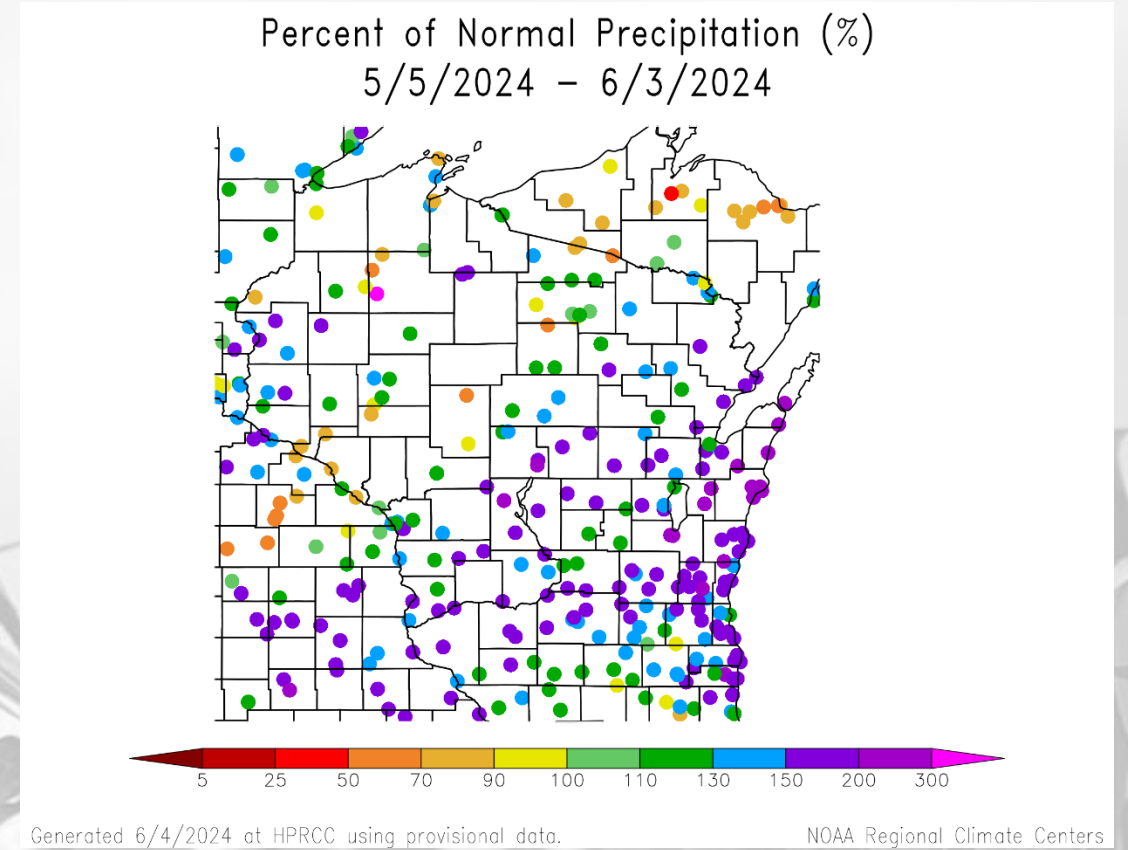 Percent of Normal Precipitation (%)
5/5/2024 – 6/3/2024
5 25 50 70 90 100 110 130 150 200 300
Generated 6/4/2024 at HPRCC using provisional data.
NOAA Regional Climate Centers